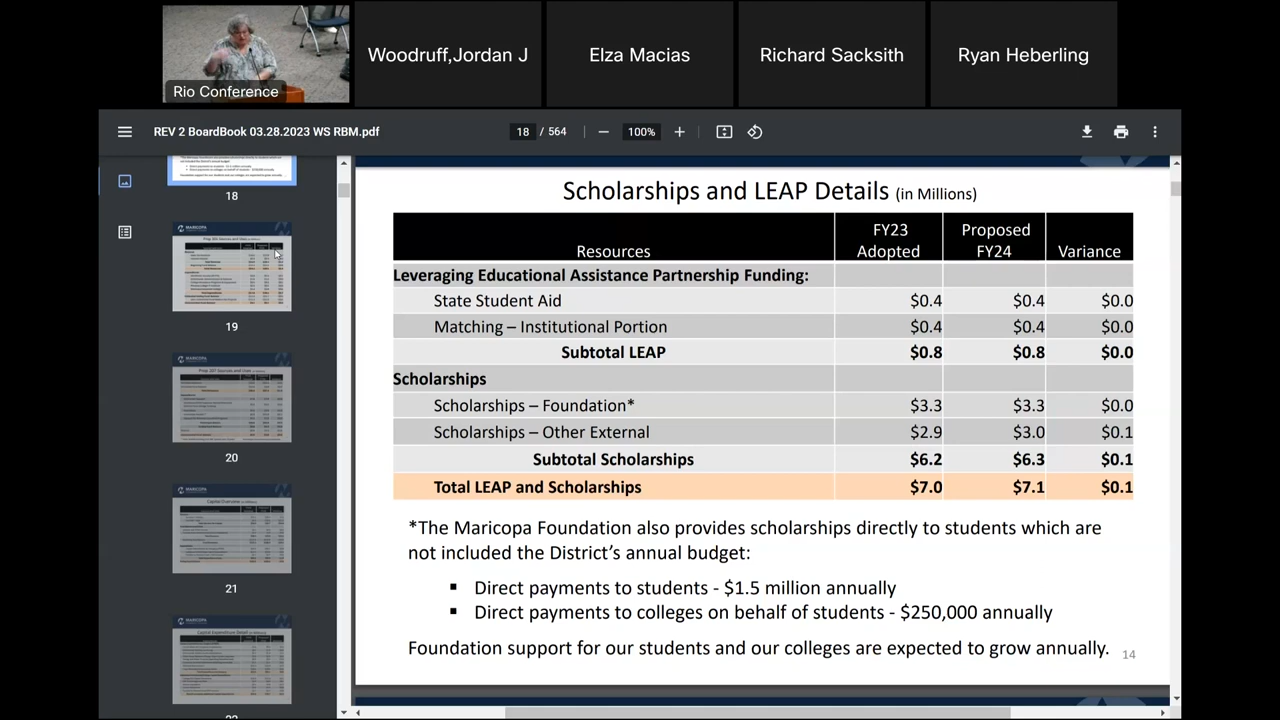 Rio Conference
Woodruff,Jordan J
Elza Macias
Richard Sacksith
Ryan Heberling
REV 2 BoardBook 03.28.2023 WS RBM.pdf
18 / 564
100%
18
19
20
21
Scholarships and LEAP Details (in Millions)
Resource FY23 Adopted Proposed FY24 Variance
Leveraging Educational Assistance Partnership Funding:
State Student Aid $0.4 $0.4 $0.0
Matching – Institutional Portion $0.4 $0.4 $0.0
Subtotal LEAP $0.8 $0.8 $0.0
Scholarships
Scholarships – Foundation $3.3 $3.3 $0.0
Scholarships – Other External $2.9 $3.0 $0.1
Subtotal Scholarships $6.2 $6.3 $0.1
Total LEAP and Scholarships $7.0 $7.1 $0.1
*The Maricopa Foundation also provides scholarships directly to students which are
not included the District's annual budget:
▪ Direct payments to students - $1.5 million annually
▪ Direct payments to colleges on behalf of students - $250,000 annually
Foundation support for our students and our colleges are expected to grow annually.
14